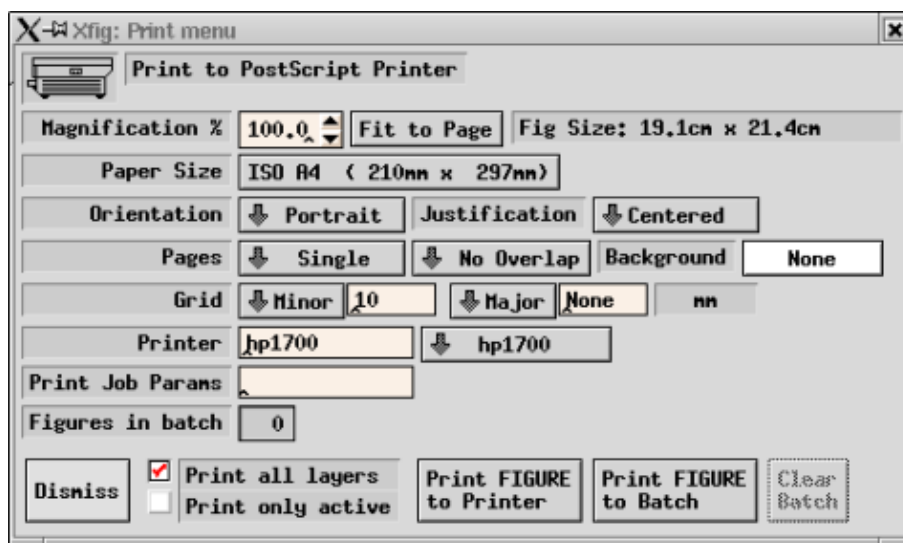 Xfig: Print menu
Print to PostScript Printer
Magnification % 100.0 Fit to Page Fig Size: 19.1cm x 21.4cm
Paper Size ISO A4 ( 210mm x 297mm)
Orientation Portrait Justification Centered
Pages Single No Overlap Background None
Grid Minor 10 Major None mm
Printer hp1700 hp1700
Print Job Params
Figures in batch 0
Dismiss
Print all layers
Print only active
Print FIGURE
to Printer
Print FIGURE
to Batch
Clear
Batch